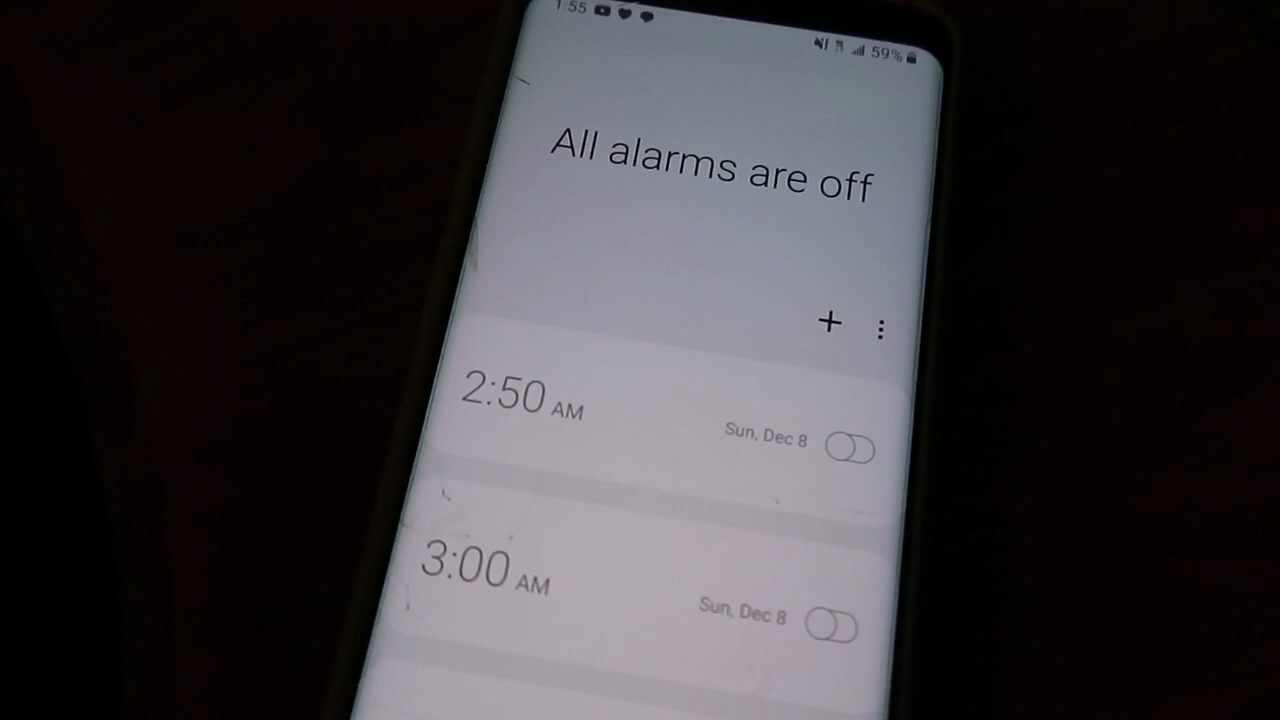 1:55
59%
All alarms are off
2:50 AM
Sun, Dec 8
3:00 AM
Sun, Dec 8